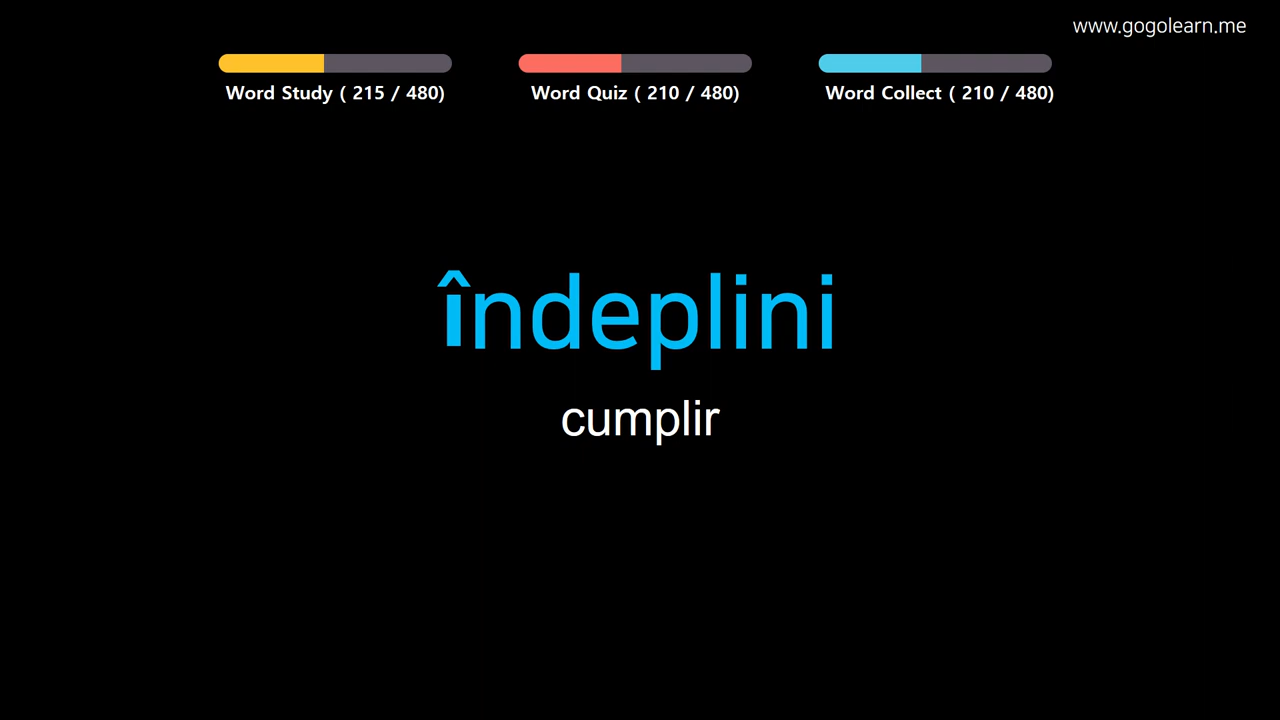 www.gogolearn.me
Word Study ( 215 / 480)
Word Quiz ( 210 / 480)
Word Collect ( 210 / 480)
îndeplini
cumplir